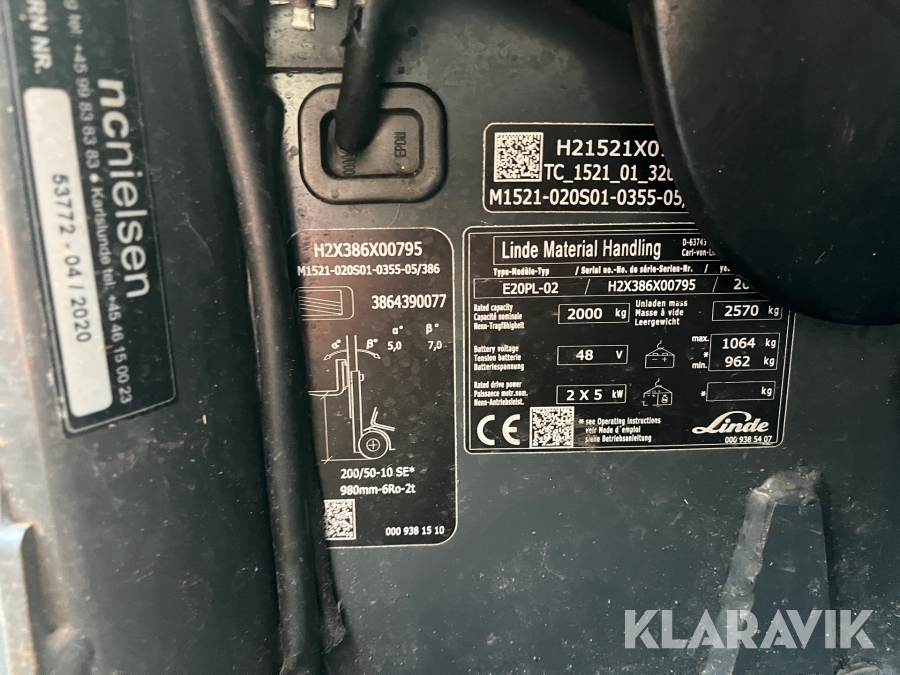 ncnielsen
tel. +45 99 83 83 83 ♦ Karlslunde tel. +45 46 15 00 23
RN NR.
53772 - 04 / 2020
EPDM
H21521X0
TC_1521_01_32
M1521-020S01-0355-05/
H2X386X00795
M1521-020S01-0355-05/386
3864390077
α° β°
α° β° 5,0 7,0
200/50-10 SE*
980mm-6Ro-2t
000 938 15 10
Linde Material Handling
D-63743
Carl-von-
Type-Modèle-Typ / Serial no.-No. de série-Serien-Nr. /
E20PL-02 / H2X386X00795 / 20
Rated capacity
Capacité nominale
Nenn-Tragfähigkeit
2000 kg
Unladen mass
Masse à vide
Leergewicht
2570 kg
Battery voltage
Tension batterie
Batteriespannung
48 V
max. 1064 kg
*
min. 962 kg
Rated drive power
Puissance motr.nom.
Nenn-Antriebsleist.
2 X 5 kW
* kg
CE
* see Operating Instructions
voir Mode d'emploi
siehe Betriebsanleitung
Linde
000 938 54 07
KLARAVIK